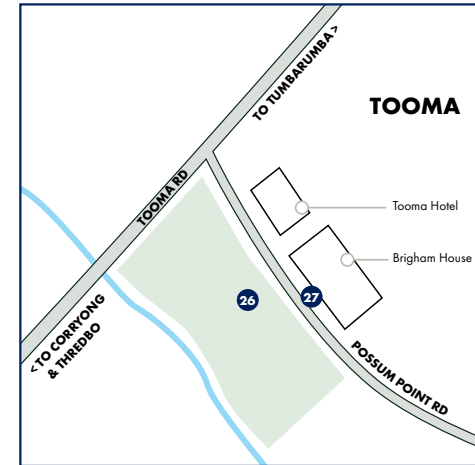 TO TUMBARUMBA >
TOOMA
TOOMA RD
Tooma Hotel
Brigham House
26
27
< TO CORRYONG
& THREDBO
POSSUM POINT RD